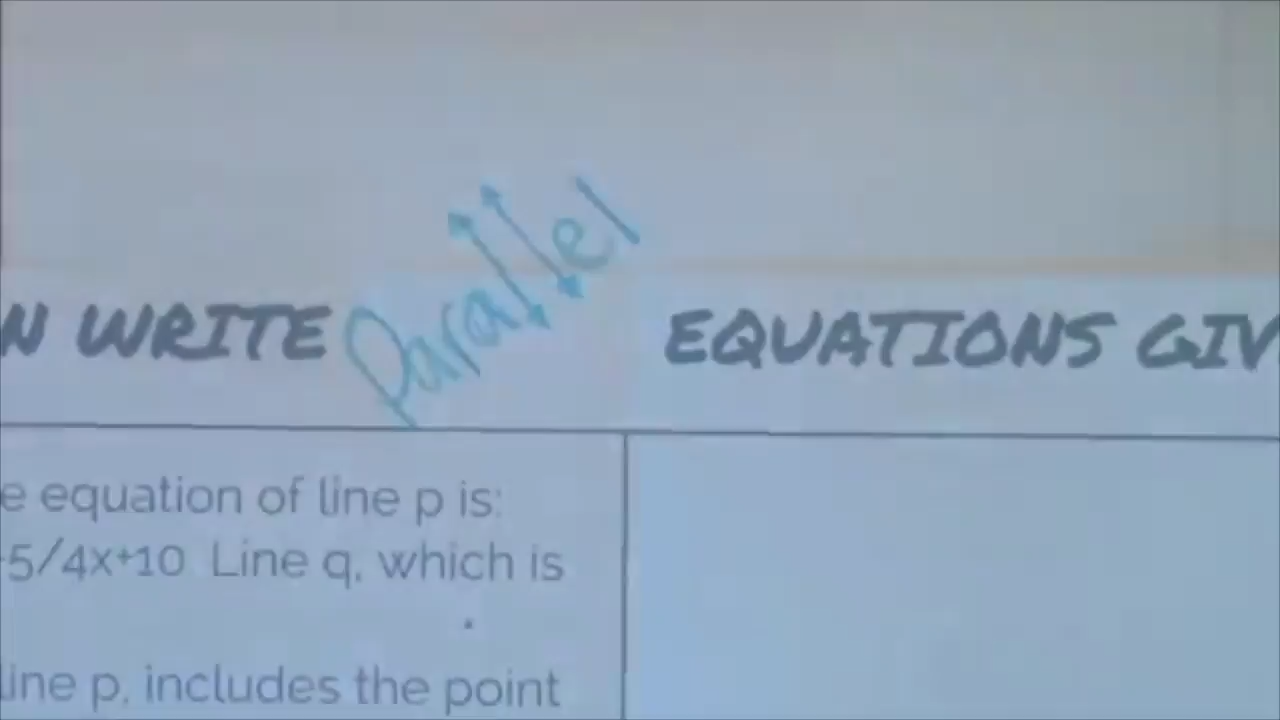 N WRITE Parallel EQUATIONS GIV
e equation of line p is:
-5/4x+10 Line q, which is
line p, includes the point